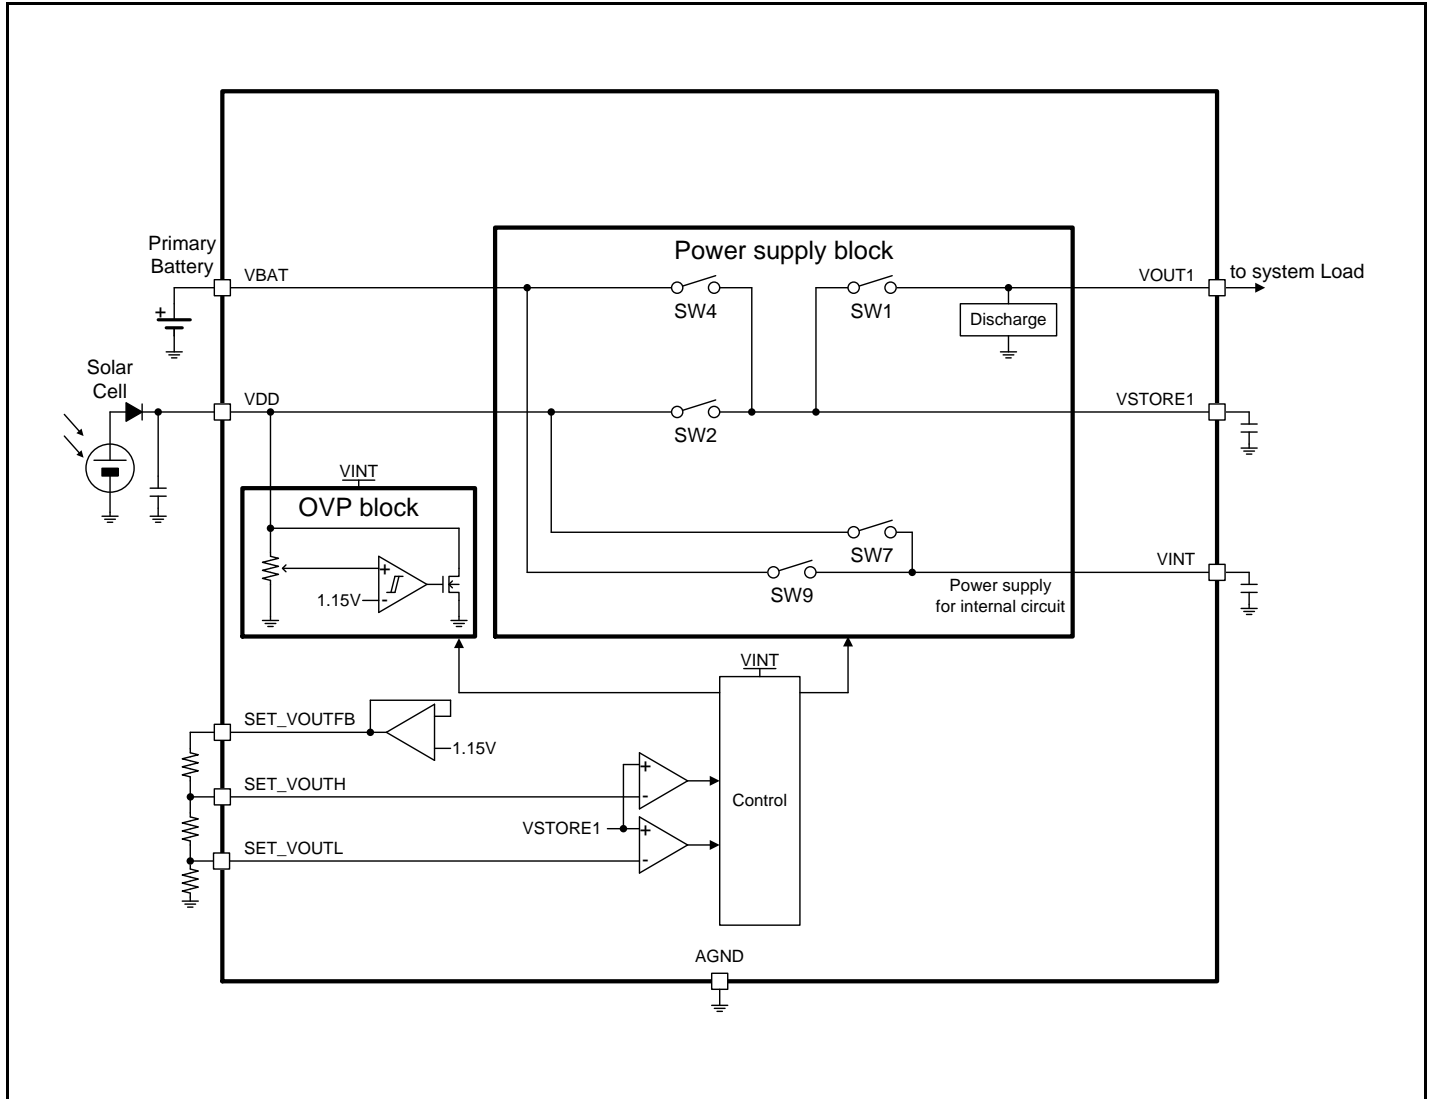 Power supply block
Primary
Battery
VBAT
SW4
SW1
VOUT1
to system Load
Discharge
Solar
Cell
VDD
SW2
VSTORE1
VINT
OVP block
+
1.15V
-
SW7
SW9
VINT
Power supply
for internal circuit
VINT
SET_VOUTFB
1.15V
SET_VOUTH
+
-
Control
VSTORE1
+
SET_VOUTL
-
AGND
+